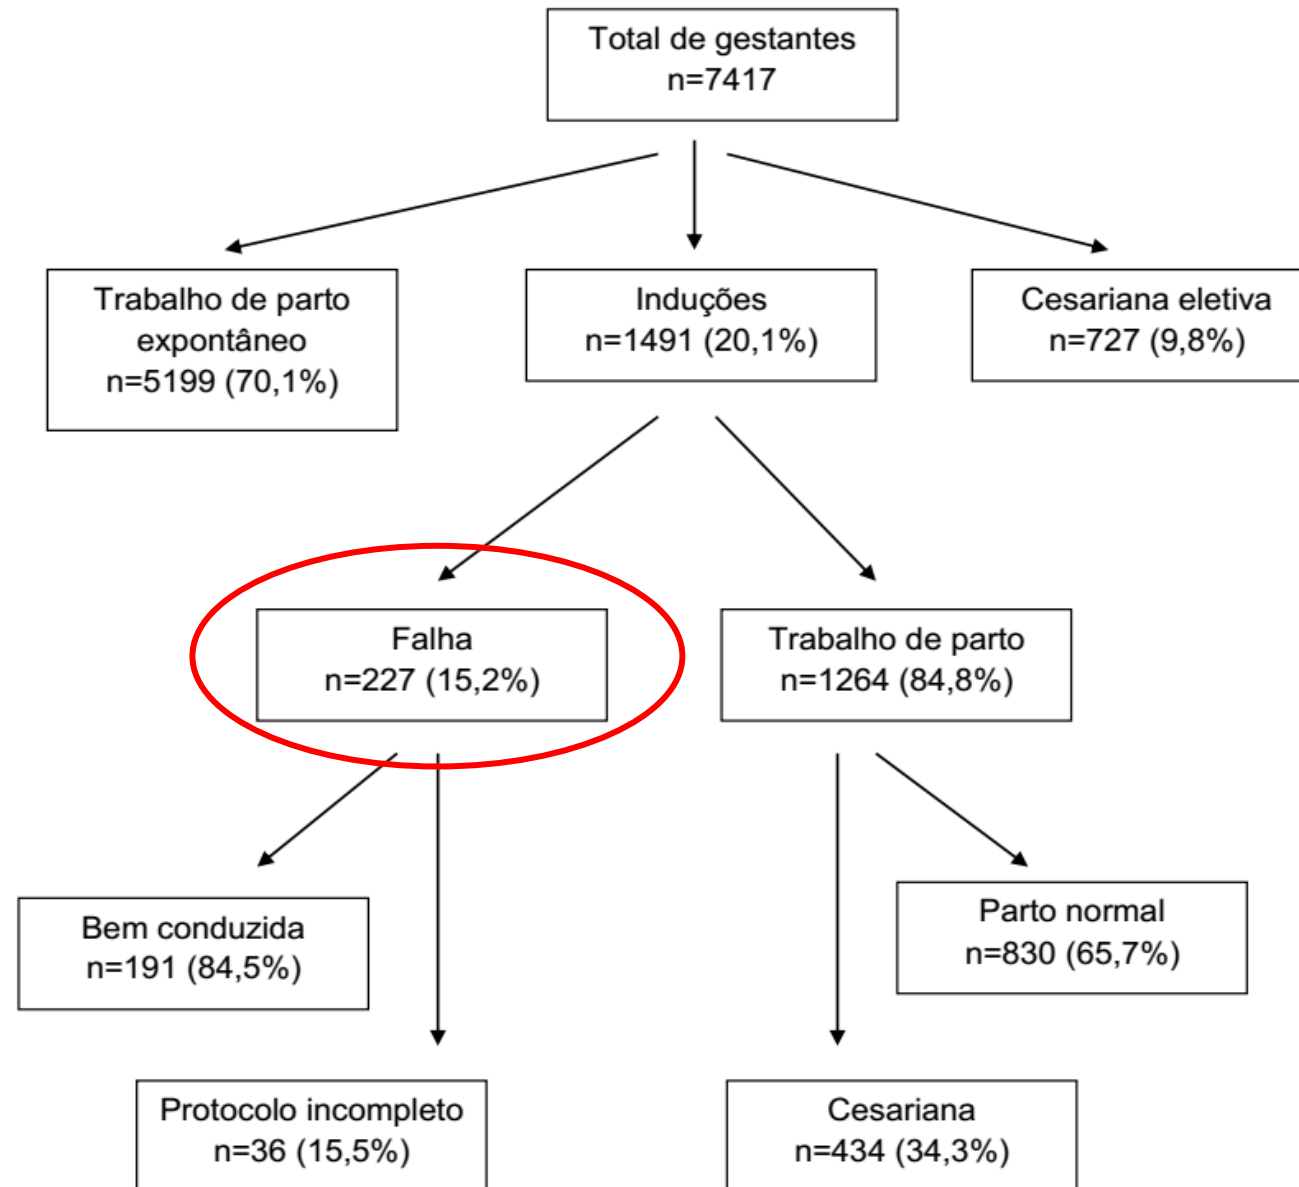 Total de gestantes
n=7417
Trabalho de parto
expontâneo
n=5199 (70,1%)
Induções
n=1491 (20,1%)
Cesariana eletiva
n=727 (9,8%)
Falha
n=227 (15,2%)
Trabalho de parto
n=1264 (84,8%)
Bem conduzida
n=191 (84,5%)
Parto normal
n=830 (65,7%)
Protocolo incompleto
n=36 (15,5%)
Cesariana
n=434 (34,3%)